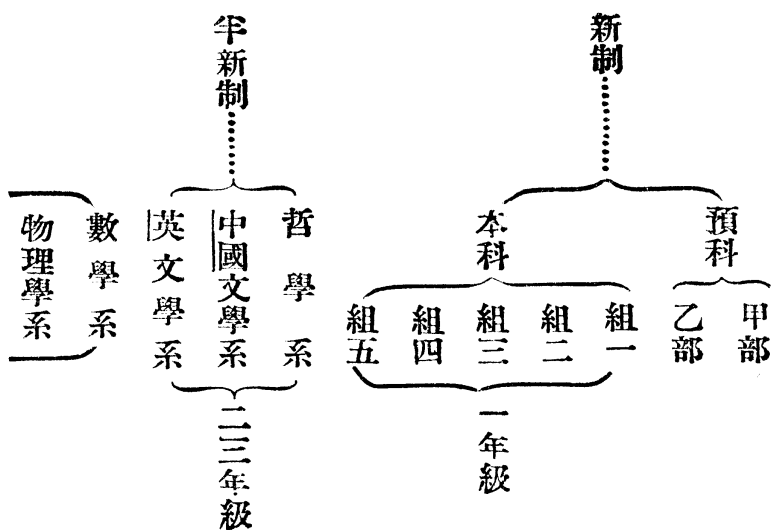 新制
預科
甲部
乙部
本科
組一
組二
組三
組四
組五
一年級
半新制
哲學系
中國文學系
英文學系
二三年級
數學系
物理學系